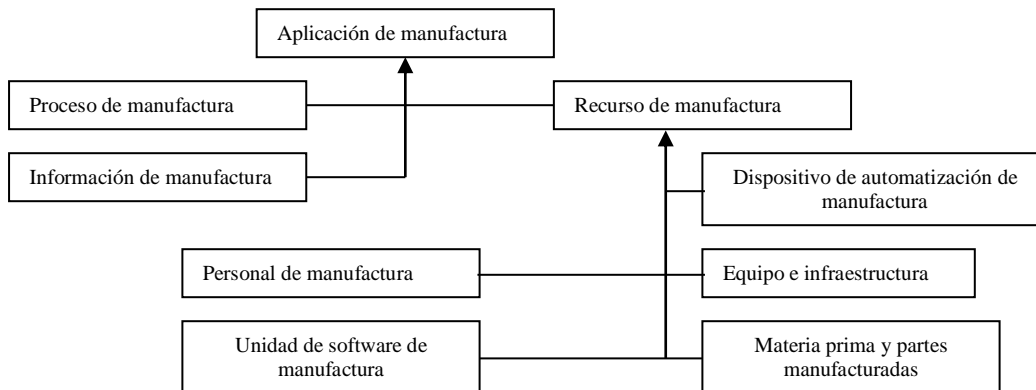 Aplicación de manufactura
Proceso de manufactura
Recurso de manufactura
Información de manufactura
Dispositivo de automatización de
manufactura
Personal de manufactura
Equipo e infraestructura
Unidad de software de
manufactura
Materia prima y partes
manufacturadas